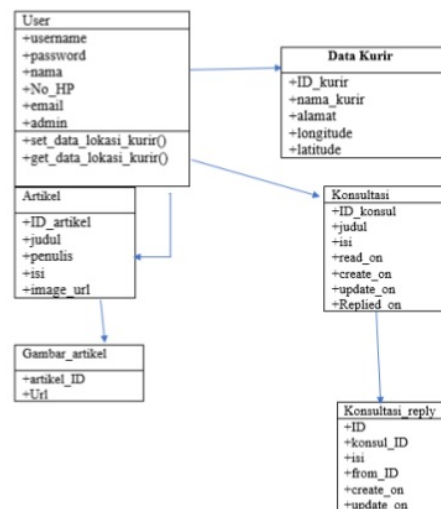 User
+username
+password
+nama
+No_HP
+email
+admin
+set_data_lokasi_kurir()
+get_data_lokasi_kurir()
Data Kurir
+ID_kurir
+nama_kurir
+alamat
+longitude
+latitude
Artikel
+ID_artikel
+judul
+penulis
+isi
+image_url
Konsultasi
+ID_konsul
+judul
+isi
+read_on
+create_on
+update_on
+Replied_on
Gambar_artikel
+artikel_ID
+Url
Konsultasi_reply
+ID
+konsul_ID
+isi
+from_ID
+create_on
+update_on